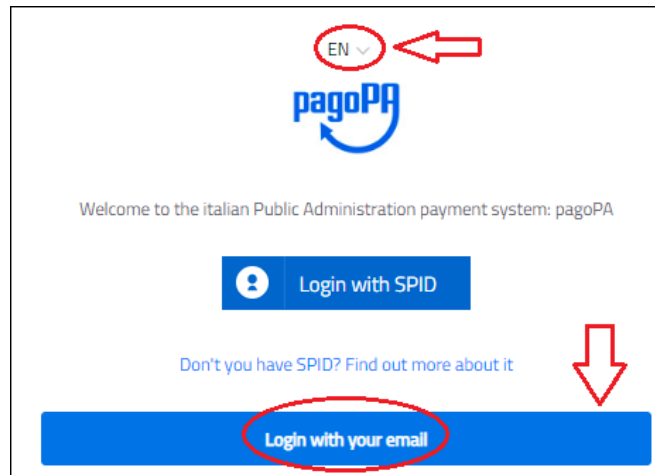 EN
pagoPA
Welcome to the italian Public Administration payment system: pagoPA
Login with SPID
Don't you have SPID? Find out more about it
Login with your email